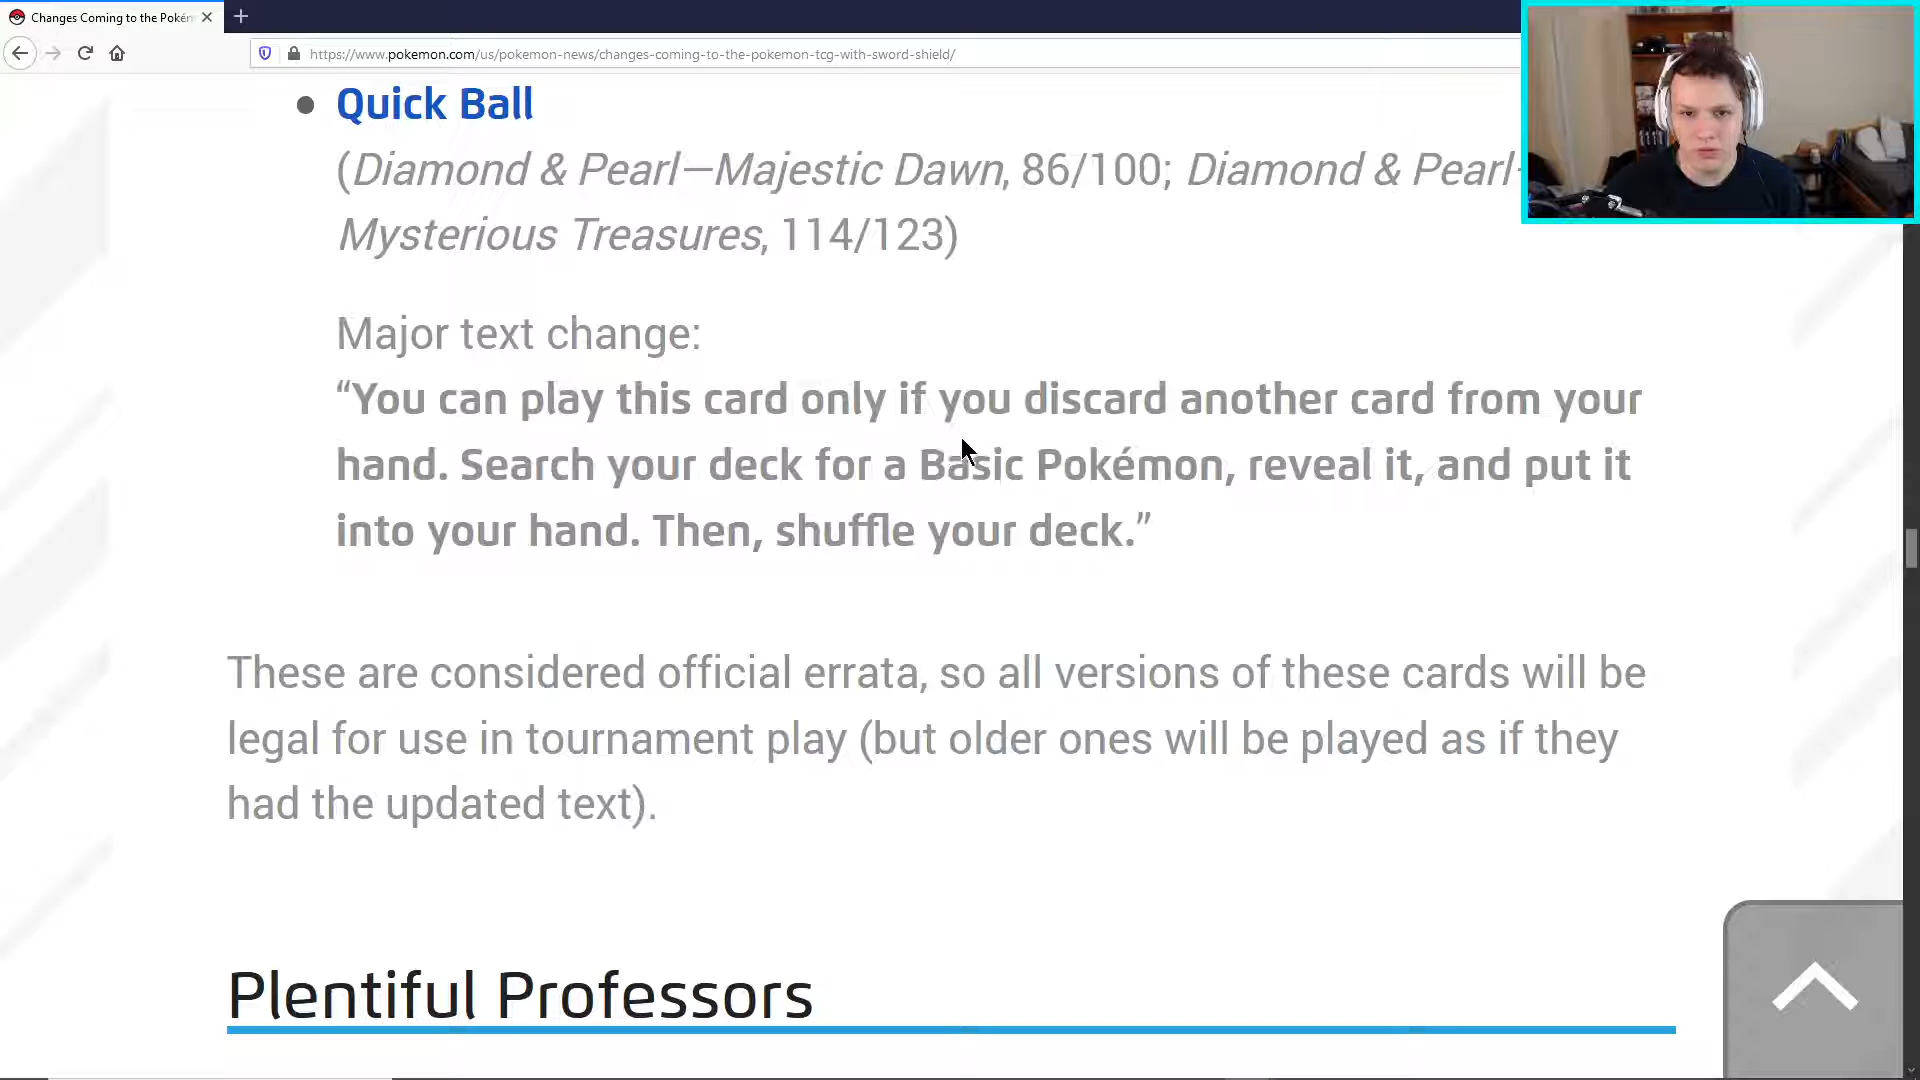 Changes Coming to the Pokém
https://www.pokemon.com/us/pokemon-news/changes-coming-to-the-pokemon-tcg-with-sword-shield/
Quick Ball
(Diamond & Pearl—Majestic Dawn, 86/100; Diamond & Pearl-
Mysterious Treasures, 114/123)
Major text change:
“You can play this card only if you discard another card from your
hand. Search your deck for a Basic Pokémon, reveal it, and put it
into your hand. Then, shuffle your deck.”
These are considered official errata, so all versions of these cards will be
legal for use in tournament play (but older ones will be played as if they
had the updated text).
Plentiful Professors